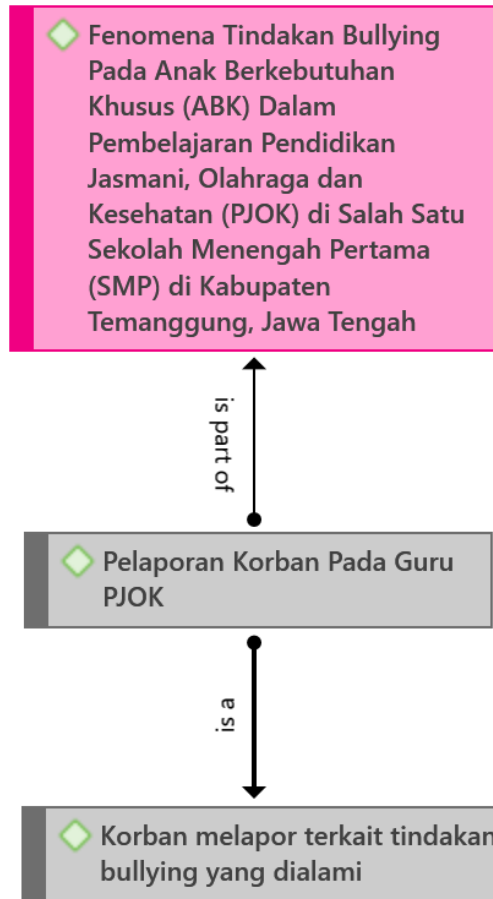 Fenomena Tindakan Bullying
Pada Anak Berkebutuhan
Khusus (ABK) Dalam
Pembelajaran Pendidikan
Jasmani, Olahraga dan
Kesehatan (PJOK) di Salah Satu
Sekolah Menengah Pertama
(SMP) di Kabupaten
Temanggung, Jawa Tengah
is part of
Pelaporan Korban Pada Guru
PJOK
is a
Korban melapor terkait tindakan
bullying yang dialami